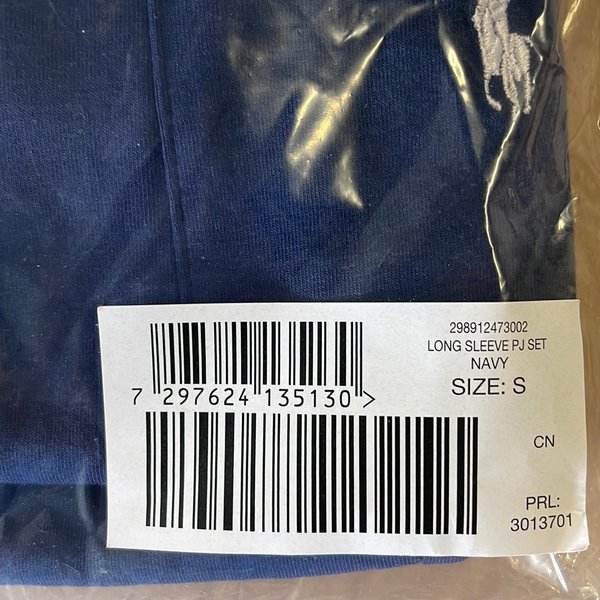 298912473002
LONG SLEEVE PJ SET
NAVY
SIZE: S
7 297624 135130 >
CN
PRL:
3013701